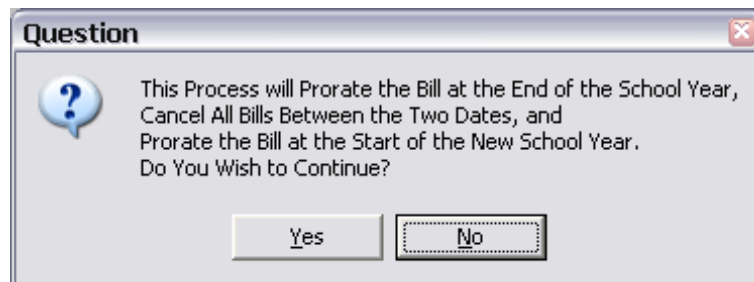 Question
This Process will Prorate the Bill at the End of the School Year,
Cancel All Bills Between the Two Dates, and
Prorate the Bill at the Start of the New School Year.
Do You Wish to Continue?
Yes
No